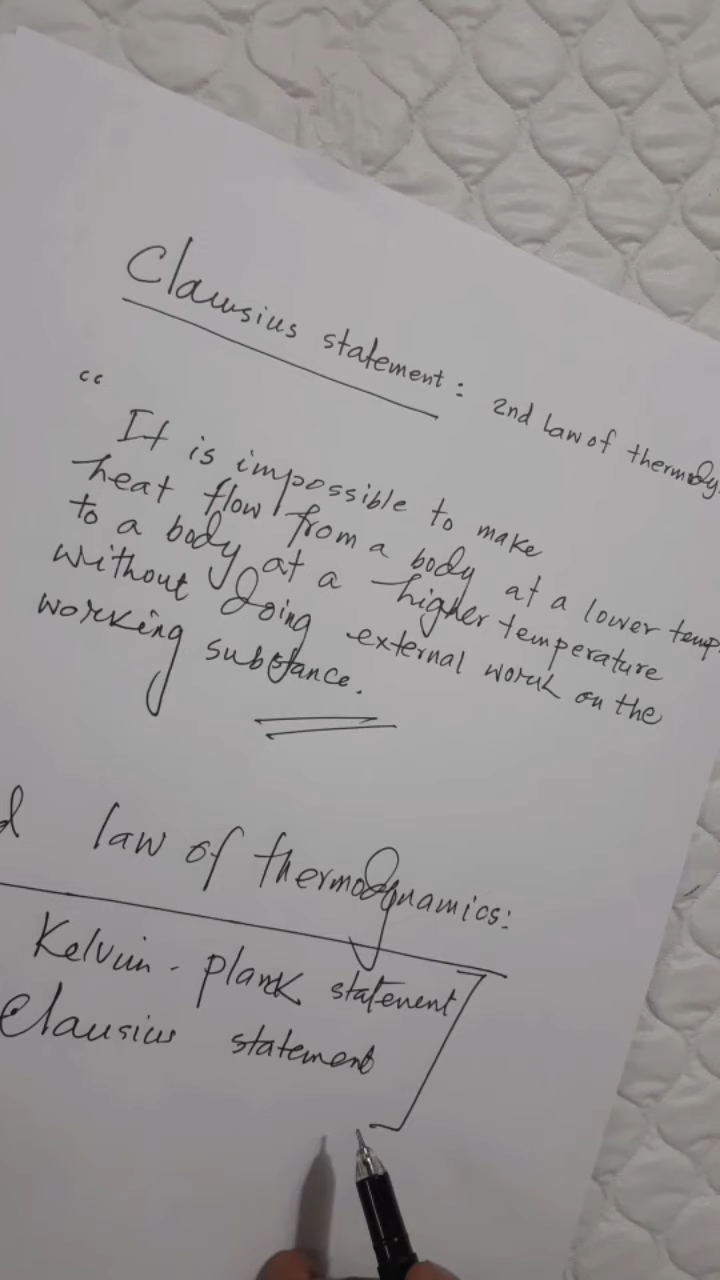 Clausius statement: 2nd law of thermody
“
It is impossible to make
heat flow from a body at a lower temp.
to a body at a higher temperature
without doing external work on the
working substance.
d law of thermodynamics:
Kelvin - plank statement
Clausius statement